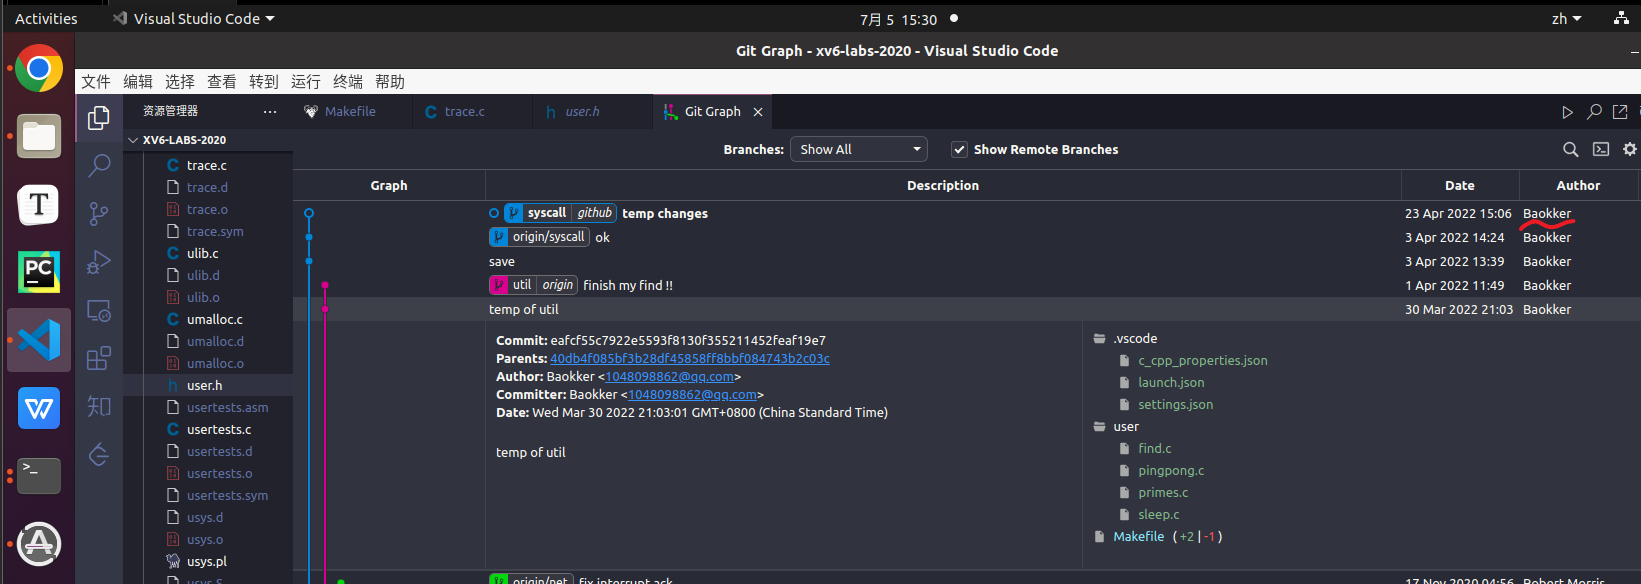 Activities Visual Studio Code 7月 5 15:30 zh
Git Graph - xv6-labs-2020 - Visual Studio Code
文件 编辑 选择 查看 转到 运行 终端 帮助
资源管理器 ··· Makefile C trace.c h user.h Git Graph
XV6-LABS-2020
Branches: Show All Show Remote Branches
Graph Description Date Author
syscall github temp changes 23 Apr 2022 15:06 Baokker
origin/syscall ok 3 Apr 2022 14:24 Baokker
save 3 Apr 2022 13:39 Baokker
util origin finish my find !! 1 Apr 2022 11:49 Baokker
temp of util 30 Mar 2022 21:03 Baokker
Commit: eafcf55c7922e5593f8130f355211452feaf19e7
Parents: 40db4f085bf3b28df45858ff8bbf084743b2c03c
Author: Baokker <1048098862@qq.com>
Committer: Baokker <1048098862@qq.com>
Date: Wed Mar 30 2022 21:03:01 GMT+0800 (China Standard Time)
temp of util
.vscode
c_cpp_properties.json
launch.json
settings.json
user
find.c
pingpong.c
primes.c
sleep.c
Makefile (+2|-1)
origin/net fix interrupt ack 17 Nov 2020 04:56 Robert Morris
C trace.c
trace.d
trace.o
trace.sym
C ulib.c
ulib.d
ulib.o
C umalloc.c
umalloc.d
umalloc.o
h user.h
usertests.asm
C usertests.c
usertests.d
usertests.o
usertests.sym
usys.d
usys.o
usys.pl
usys.S
T
PC
W
知